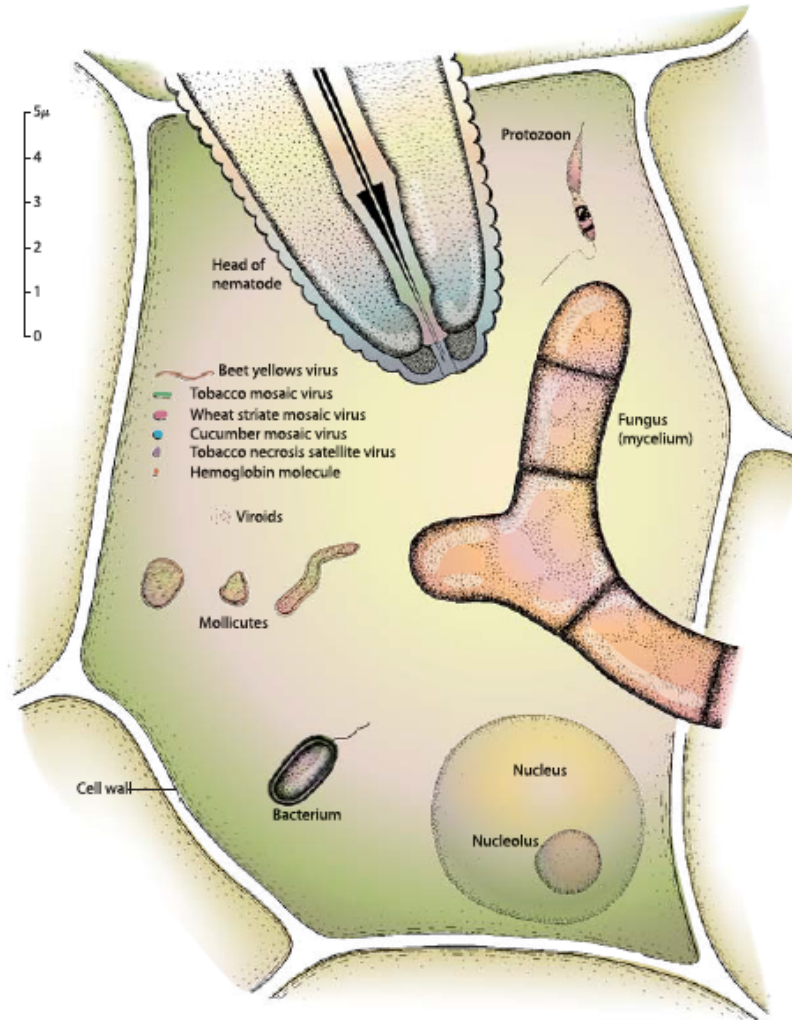 5μ
4
3
2
1
0
Protozoon
Head of
nematode
Beet yellows virus
Tobacco mosaic virus
Wheat striate mosaic virus
Cucumber mosaic virus
Tobacco necrosis satellite virus
Hemoglobin molecule
Fungus
(mycelium)
Viroids
Mollicutes
Nucleus
Cell wall
Bacterium
Nucleolus